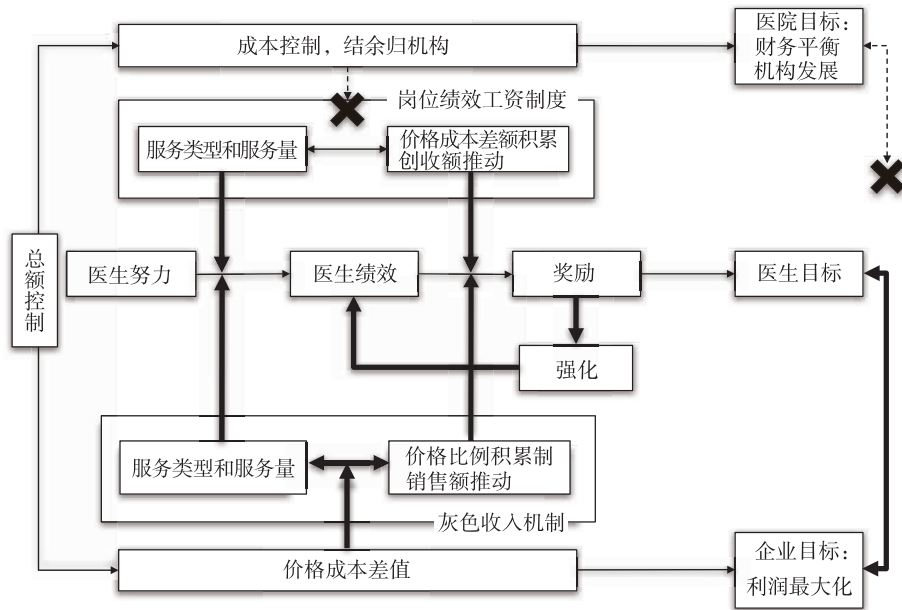 成本控制，结余归机构
医院目标：
财务平衡
机构发展
岗位绩效工资制度
服务类型和服务量
价格成本差额积累
创收额推动
总额控制
医生努力
医生绩效
奖励
医生目标
强化
服务类型和服务量
价格比例积累制
销售额推动
灰色收入机制
价格成本差值
企业目标：
利润最大化